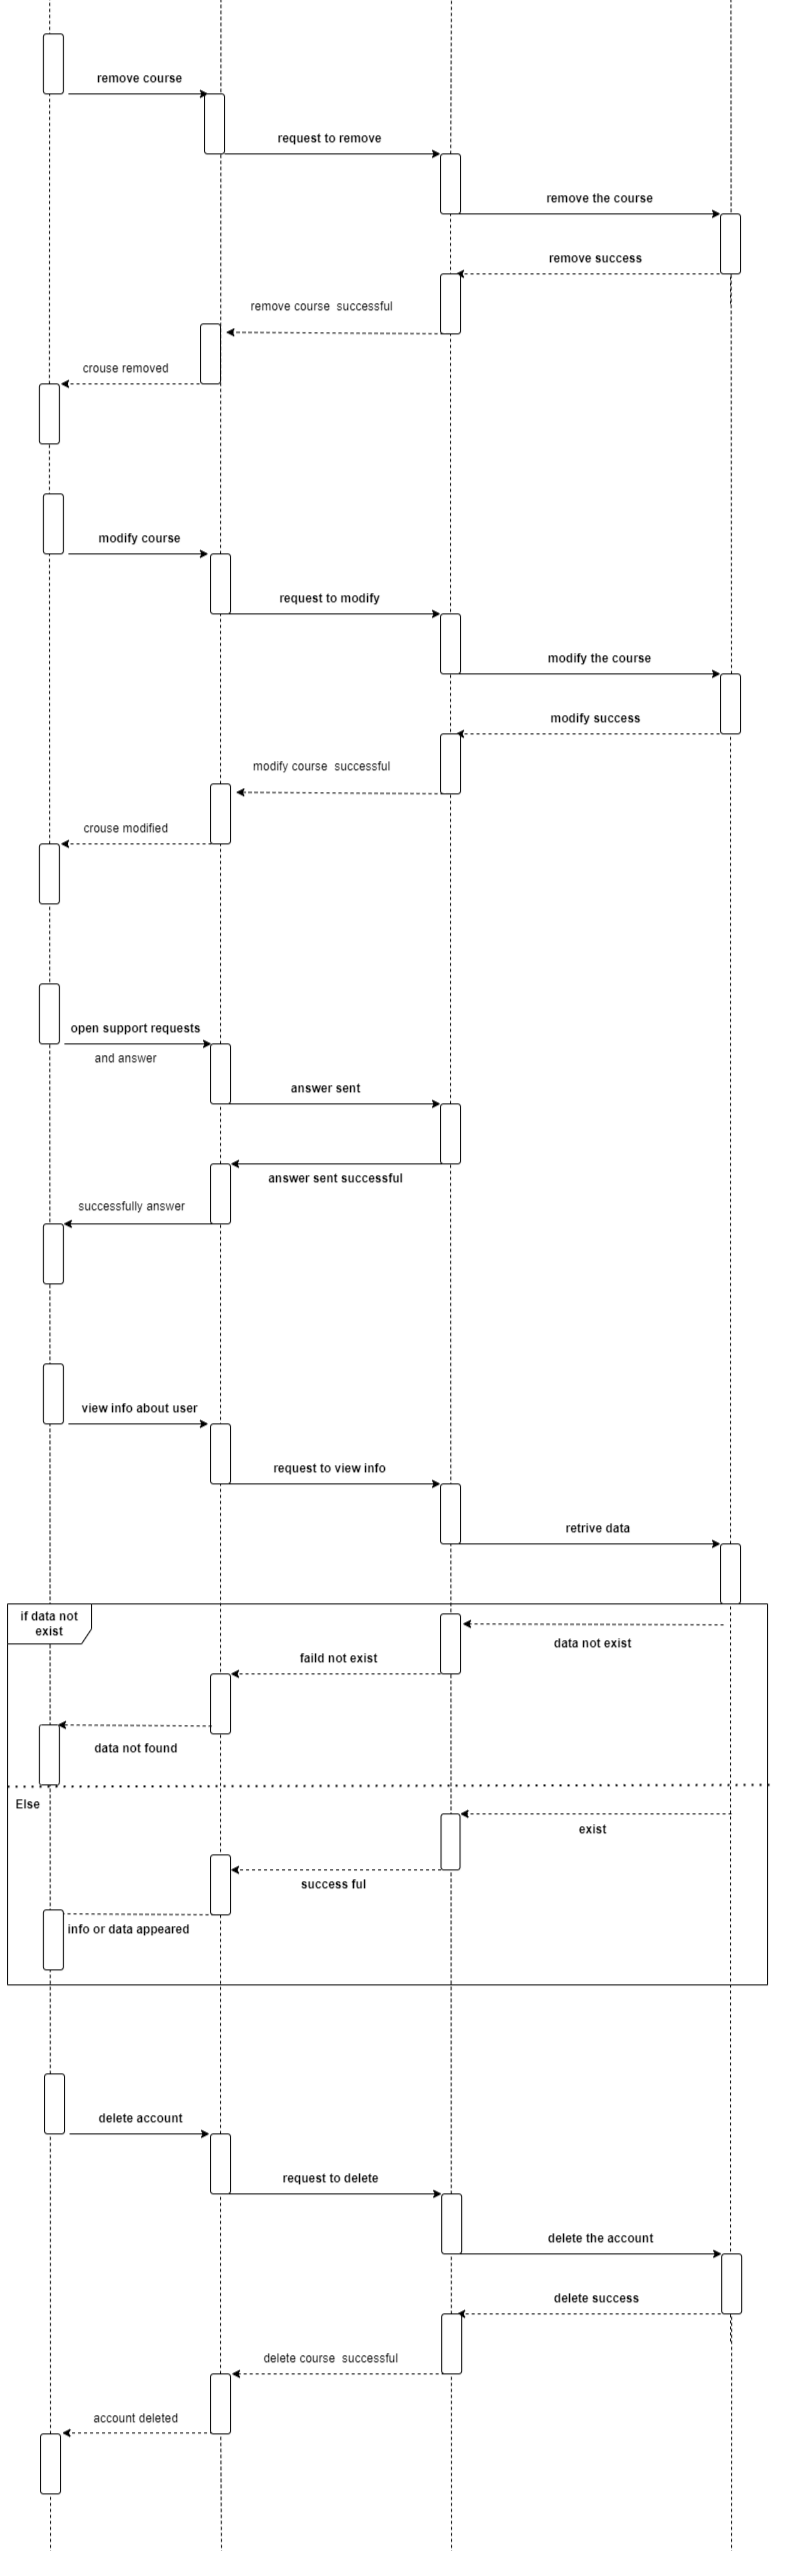 remove course
request to remove
remove the course
remove success
remove course  successful
crouse removed
modify course
request to modify
modify the course
modify success
modify course  successful
crouse modified
open support requests
and answer
answer sent
answer sent successful
successfully answer
view info about user
request to view info
retrive data
if data not
exist
data not exist
faild not exist
data not found
Else
exist
success ful
info or data appeared
delete account
request to delete
delete the account
delete success
delete course  successful
account deleted